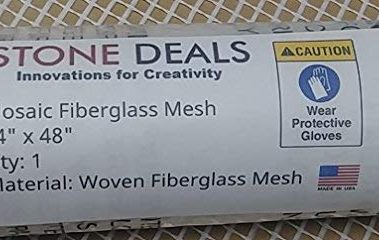 STONE DEALS
Innovations for Creativity
osaic Fiberglass Mesh
4" x 48"
ty: 1
aterial: Woven Fiberglass Mesh
CAUTION
Wear
Protective
Gloves
MADE IN USA